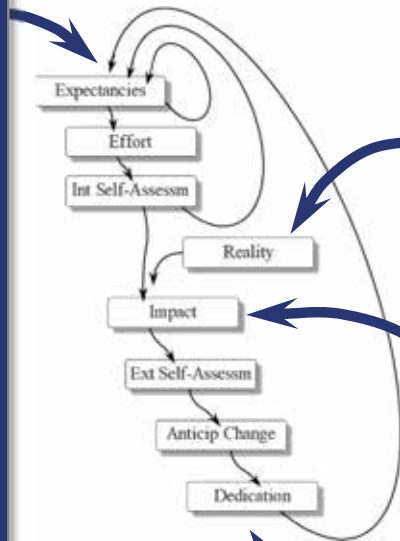 Expectancies
Effort
Int Self-Assessm
Reality
Impact
Ext Self-Assessm
Anticip Change
Dedication